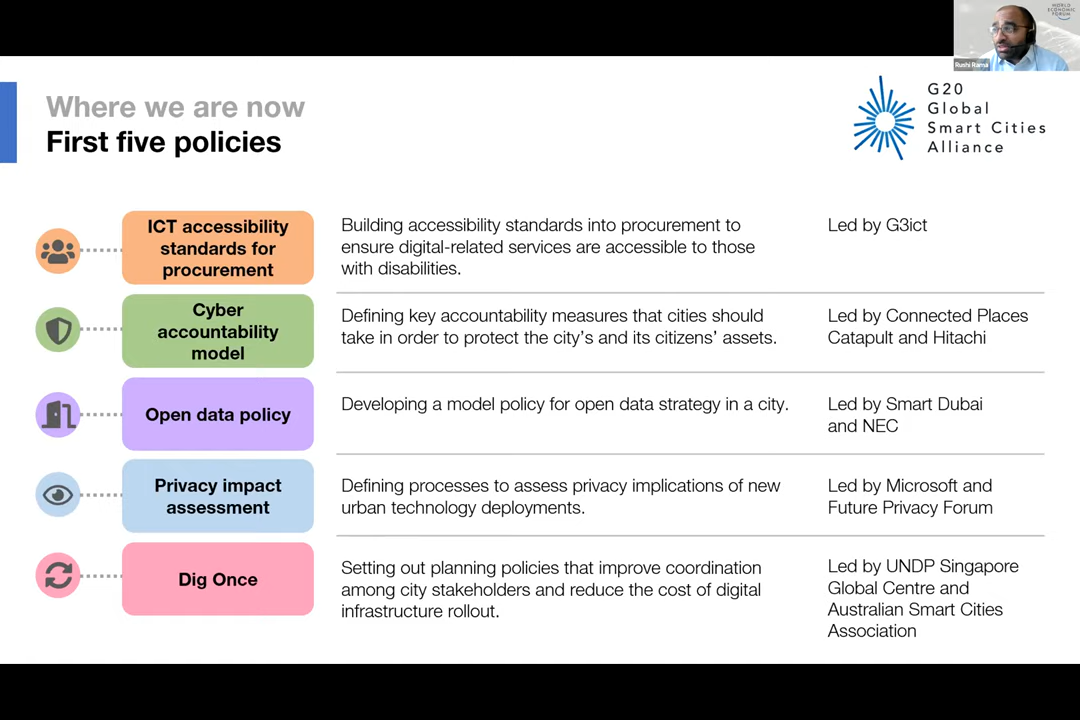 WORLD
ECONOMIC
FORUM
Rushi Rama
Where we are now
First five policies
G20
Global
Smart Cities
Alliance
ICT accessibility
standards for
procurement
Building accessibility standards into procurement to
ensure digital-related services are accessible to those
with disabilities.
Led by G3ict
Cyber
accountability
model
Defining key accountability measures that cities should
take in order to protect the city’s and its citizens’ assets.
Led by Connected Places
Catapult and Hitachi
Open data policy
Developing a model policy for open data strategy in a city.
Led by Smart Dubai
and NEC
Privacy impact
assessment
Defining processes to assess privacy implications of new
urban technology deployments.
Led by Microsoft and
Future Privacy Forum
Dig Once
Setting out planning policies that improve coordination
among city stakeholders and reduce the cost of digital
infrastructure rollout.
Led by UNDP Singapore
Global Centre and
Australian Smart Cities
Association